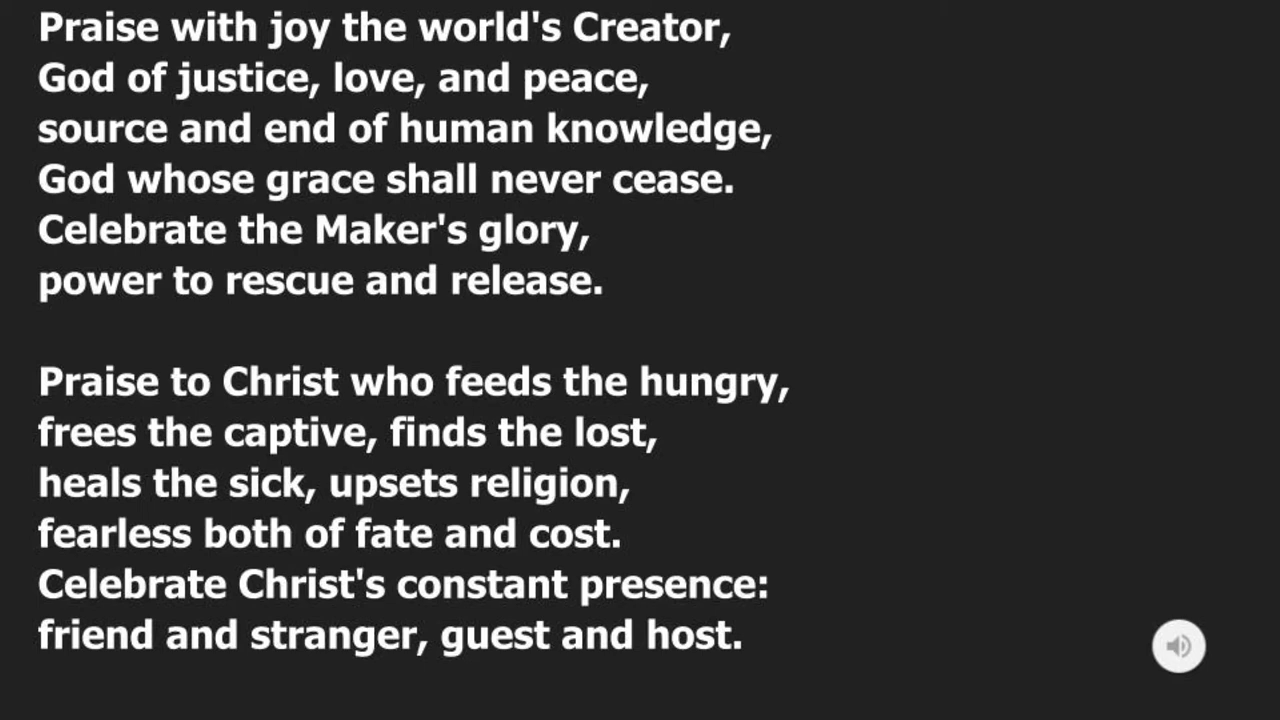 Praise with joy the world's Creator,
God of justice, love, and peace,
source and end of human knowledge,
God whose grace shall never cease.
Celebrate the Maker's glory,
power to rescue and release.
Praise to Christ who feeds the hungry,
frees the captive, finds the lost,
heals the sick, upsets religion,
fearless both of fate and cost.
Celebrate Christ's constant presence:
friend and stranger, guest and host.